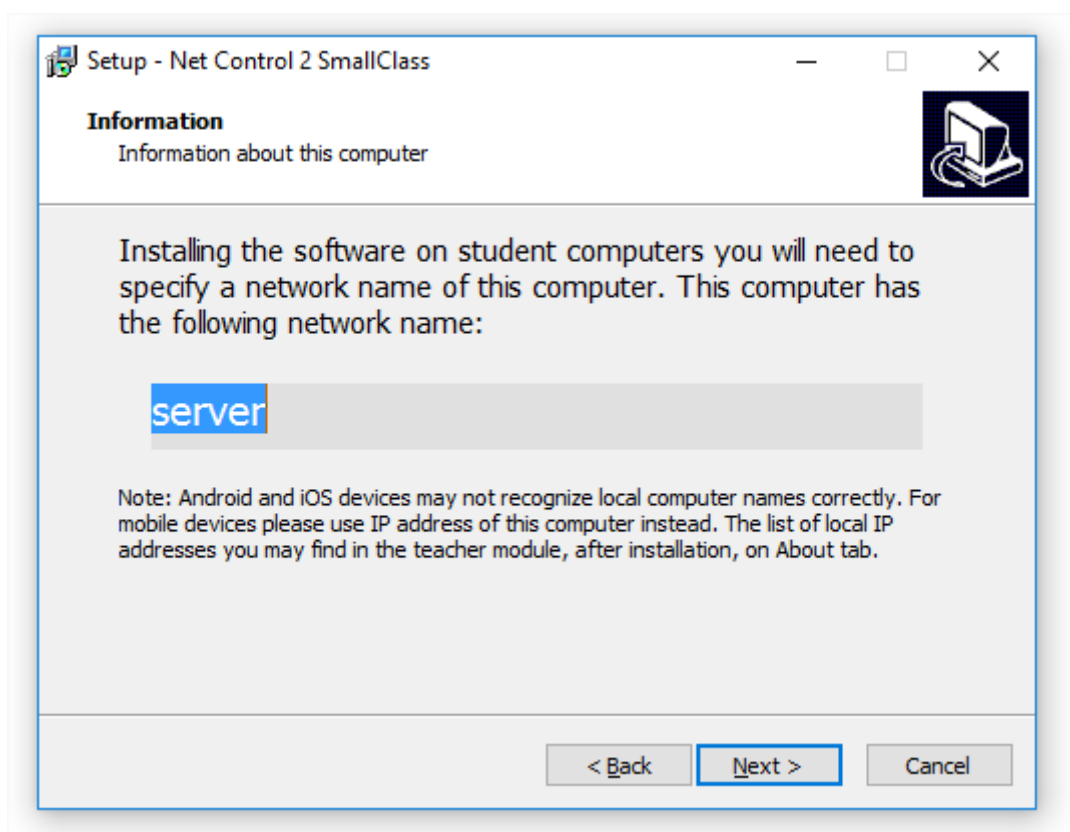 Setup - Net Control 2 SmallClass
Information
Information about this computer
Installing the software on student computers you will need to
specify a network name of this computer. This computer has
the following network name:
server
Note: Android and iOS devices may not recognize local computer names correctly. For
mobile devices please use IP address of this computer instead. The list of local IP
addresses you may find in the teacher module, after installation, on About tab.
< Back
Next >
Cancel